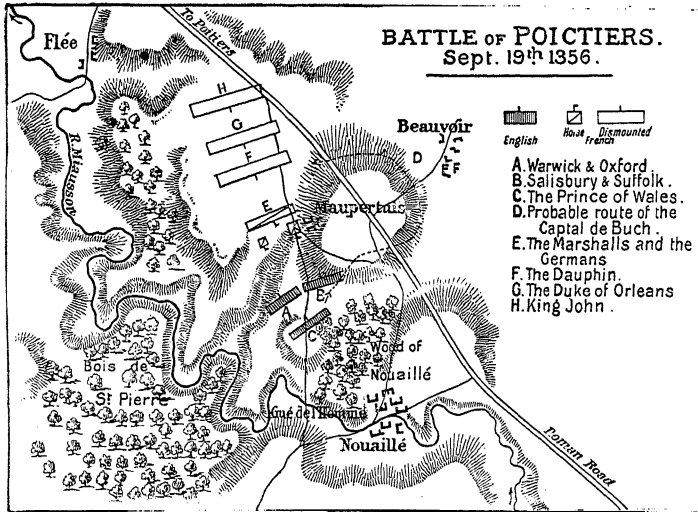 BATTLE OF POICTIERS.
Sept. 19th 1356.
To Poitiers
Flée
R. Miausson
H
G
F
E
Beauvoir
D
Maupertuis
A
B
C
Wood of
Nouaillé
Bois de
St Pierre
Gué de l'Homme
Nouaillé
Roman Road
English
Horse
Dismounted
French
A. Warwick & Oxford
B. Salisbury & Suffolk.
C. The Prince of Wales.
D. Probable route of the
Captal de Buch.
E. The Marshalls and the
Germans
F. The Dauphin.
G. The Duke of Orleans
H. King John.